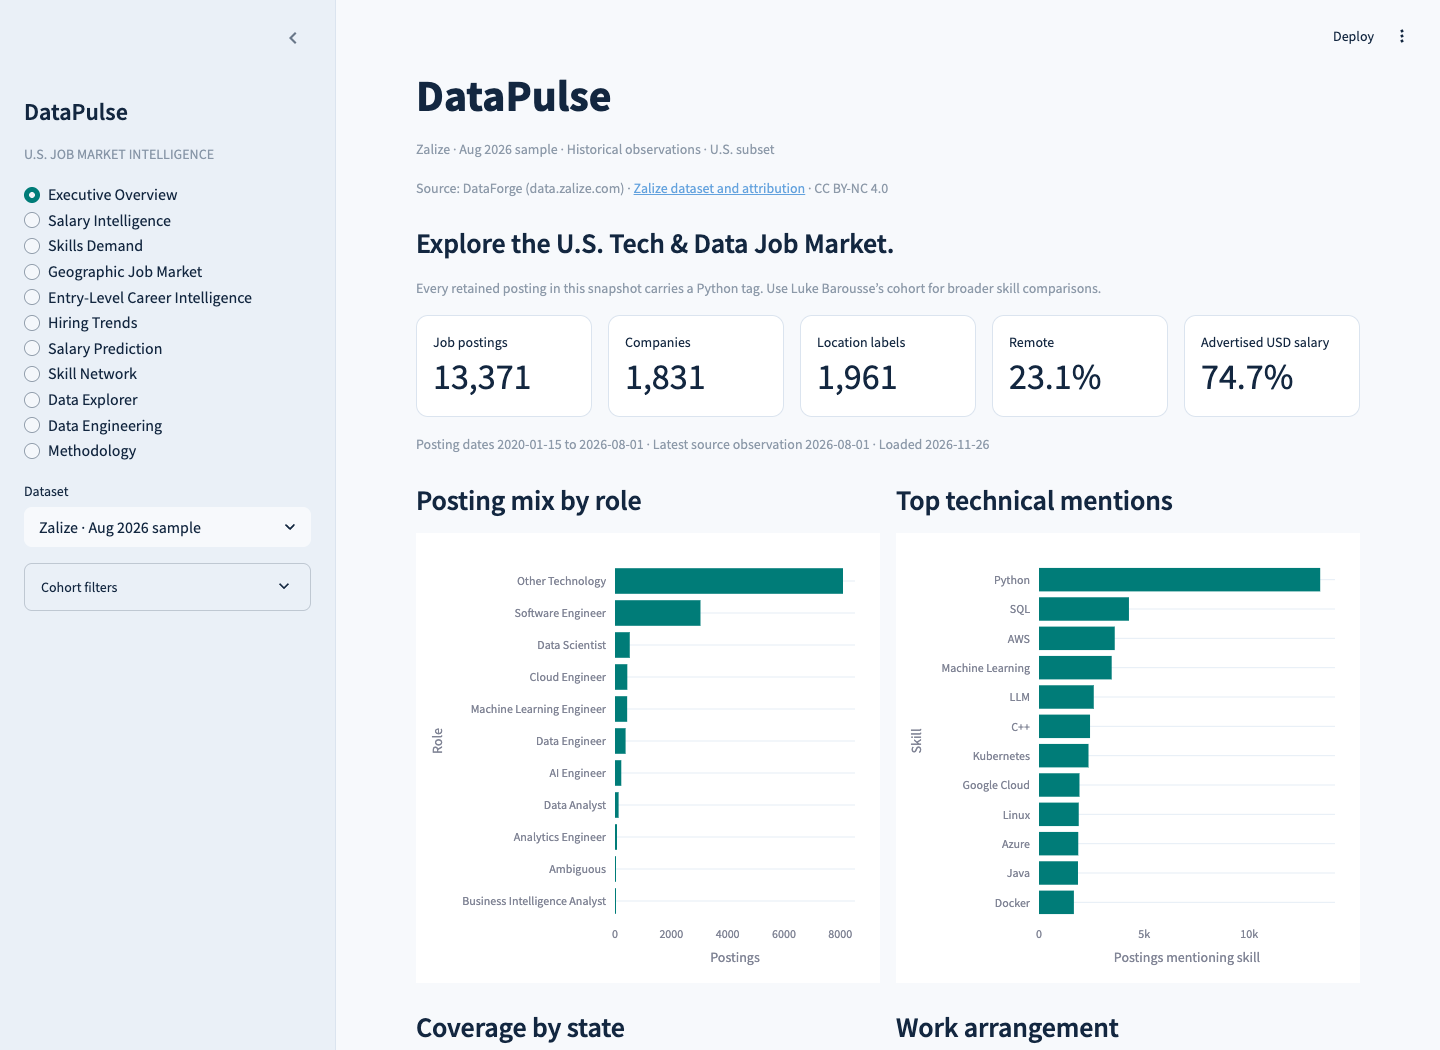 Deploy
DataPulse
U.S. JOB MARKET INTELLIGENCE
Executive Overview
Salary Intelligence
Skills Demand
Geographic Job Market
Entry-Level Career Intelligence
Hiring Trends
Salary Prediction
Skill Network
Data Explorer
Data Engineering
Methodology
Dataset
Zalize · Aug 2026 sample
Cohort filters
DataPulse
Zalize · Aug 2026 sample · Historical observations · U.S. subset
Source: DataForge (data.zalize.com) · Zalize dataset and attribution · CC BY-NC 4.0
Explore the U.S. Tech & Data Job Market.
Every retained posting in this snapshot carries a Python tag. Use Luke Barousse’s cohort for broader skill comparisons.
Job postings
13,371
Companies
1,831
Location labels
1,961
Remote
23.1%
Advertised USD salary
74.7%
Posting dates 2020-01-15 to 2026-08-01 · Latest source observation 2026-08-01 · Loaded 2026-11-26
Posting mix by role
Role
Other Technology
Software Engineer
Data Scientist
Cloud Engineer
Machine Learning Engineer
Data Engineer
AI Engineer
Data Analyst
Analytics Engineer
Ambiguous
Business Intelligence Analyst
0 2000 4000 6000 8000
Postings
Top technical mentions
Skill
Python
SQL
AWS
Machine Learning
LLM
C++
Kubernetes
Google Cloud
Linux
Azure
Java
Docker
0 5k 10k
Postings mentioning skill
Coverage by state
Work arrangement